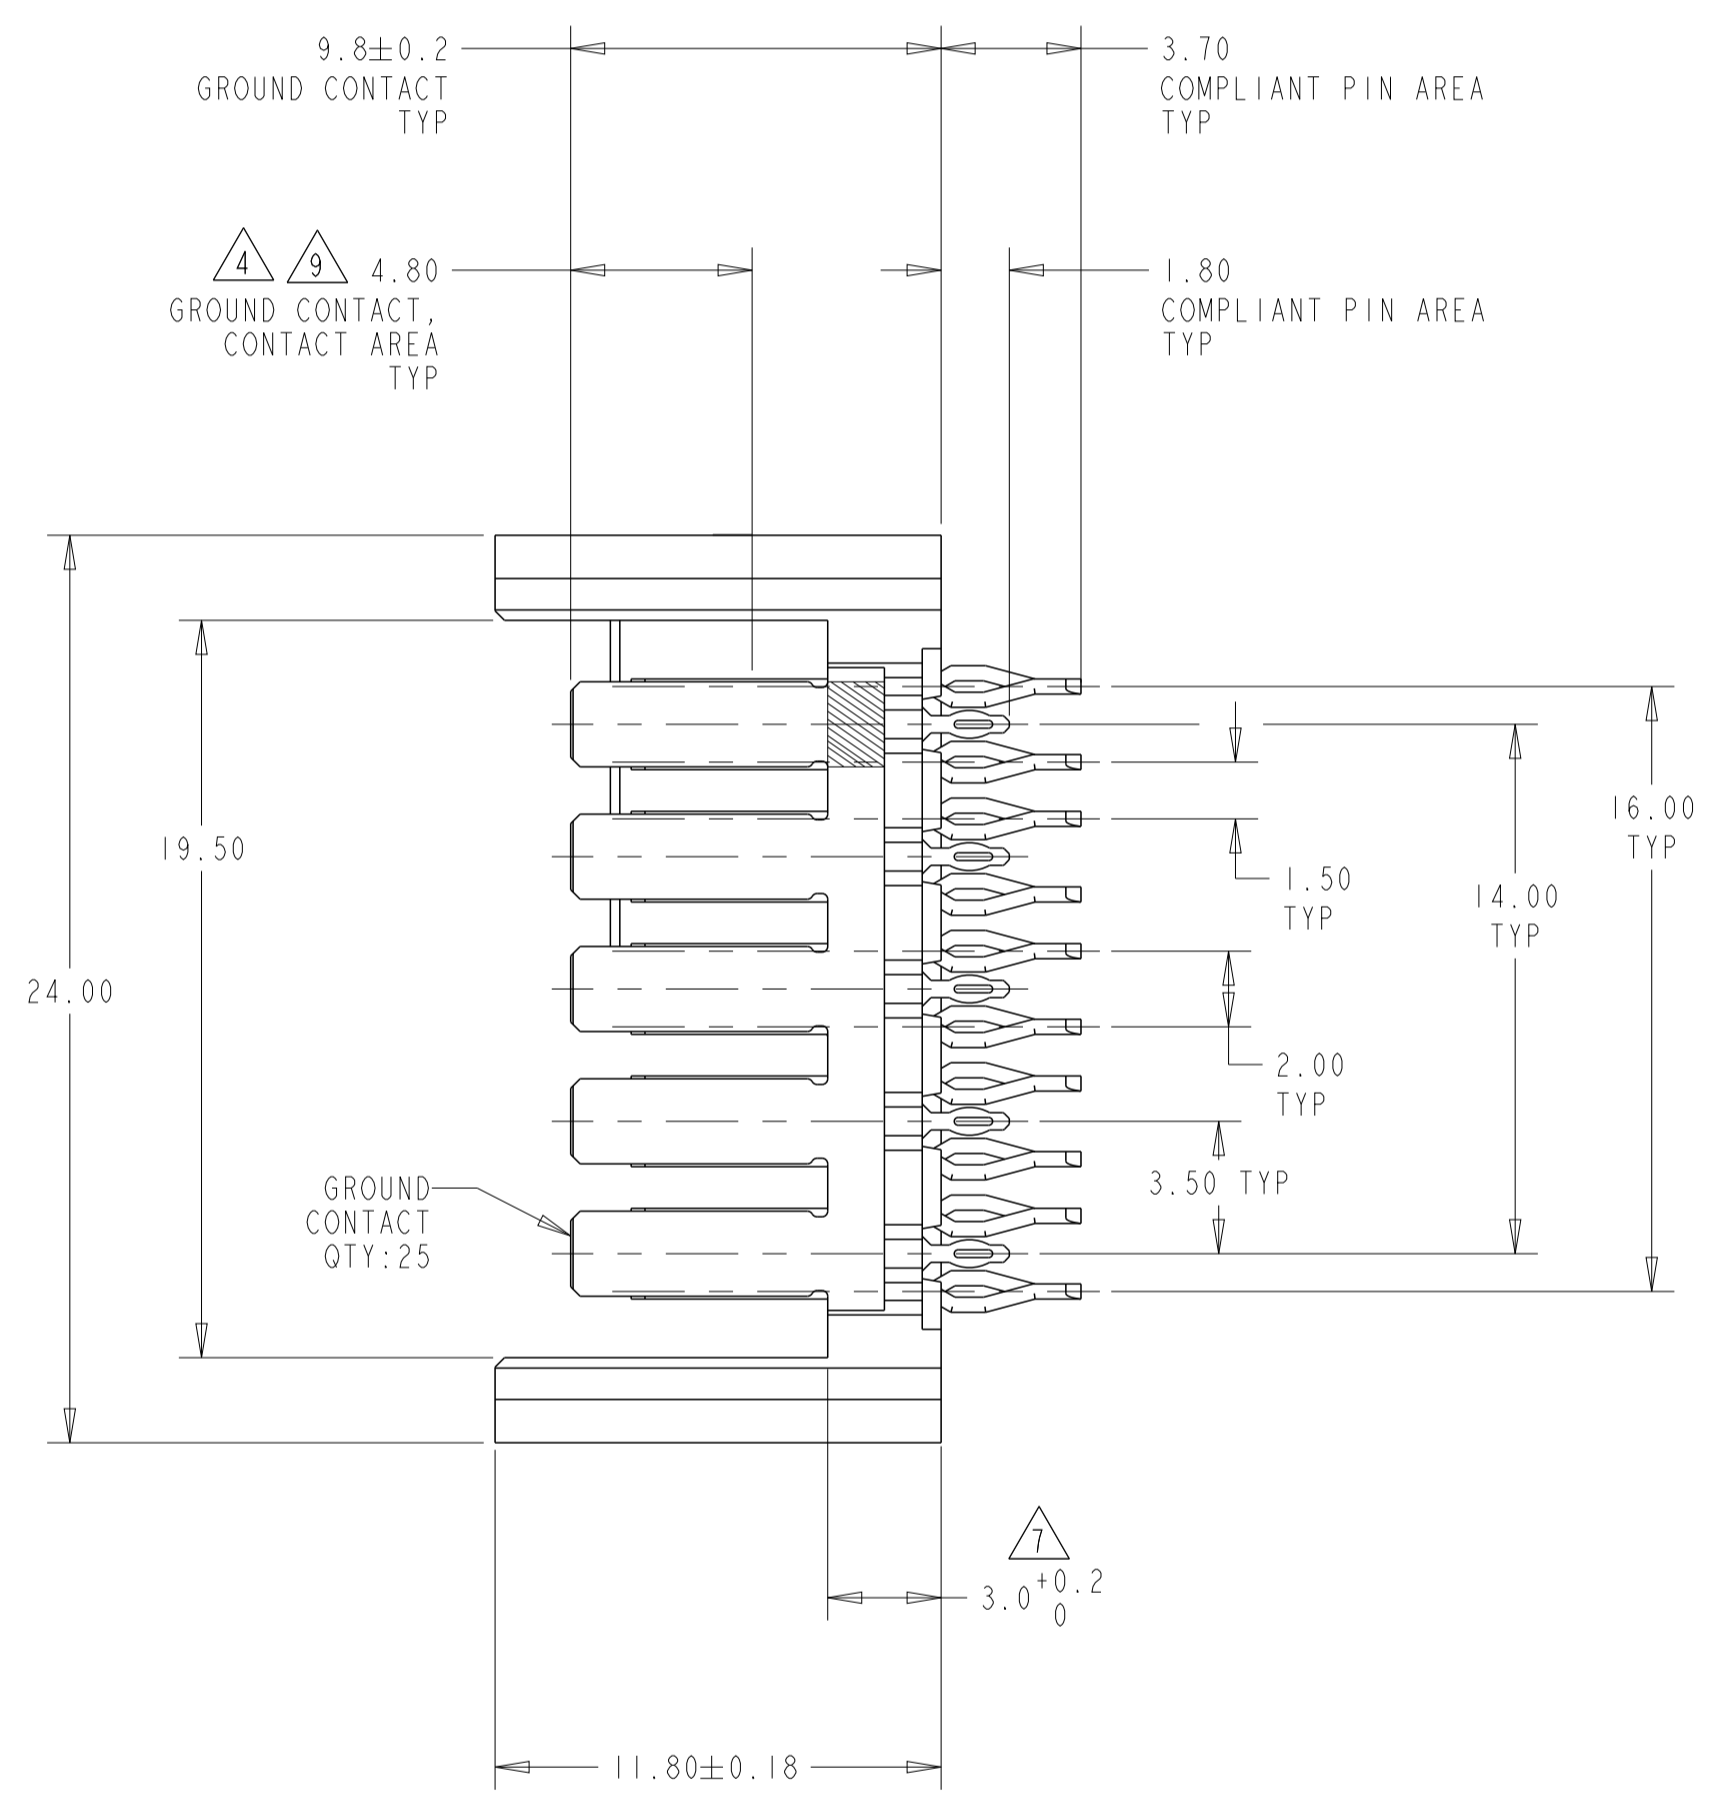 9.8±0.2
GROUND CONTACT
TYP
3.70
COMPLIANT PIN AREA
TYP
4 9 4.80
GROUND CONTACT,
CONTACT AREA
TYP
1.80
COMPLIANT PIN AREA
TYP
16.00
TYP
19.50
1.50
TYP
14.00
TYP
24.00
2.00
TYP
3.50 TYP
GROUND
CONTACT
QTY:25
7
3.0 +0.2
0
11.80±0.18